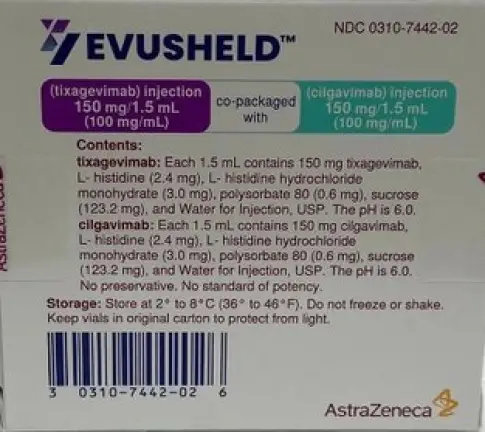 EVUSHELD™
NDC 0310-7442-02
(tixagevimab) injection
150 mg/1.5 mL
(100 mg/mL)
co-packaged
with
(cilgavimab) injection
150 mg/1.5 mL
(100 mg/mL)
Contents:
tixagevimab: Each 1.5 mL contains 150 mg tixagevimab,
L- histidine (2.4 mg), L- histidine hydrochloride
monohydrate (3.0 mg), polysorbate 80 (0.6 mg), sucrose
(123.2 mg), and Water for Injection, USP. The pH is 6.0.
cilgavimab: Each 1.5 mL contains 150 mg cilgavimab,
L- histidine (2.4 mg), L- histidine hydrochloride
monohydrate (3.0 mg), polysorbate 80 (0.6 mg), sucrose
(123.2 mg), and Water for Injection, USP. The pH is 6.0.
No preservative. No standard of potency.
Storage: Store at 2° to 8°C (36° to 46°F). Do not freeze or shake.
Keep vials in original carton to protect from light.
3 0310-7442-02 6
AstraZeneca
AstraZeneca